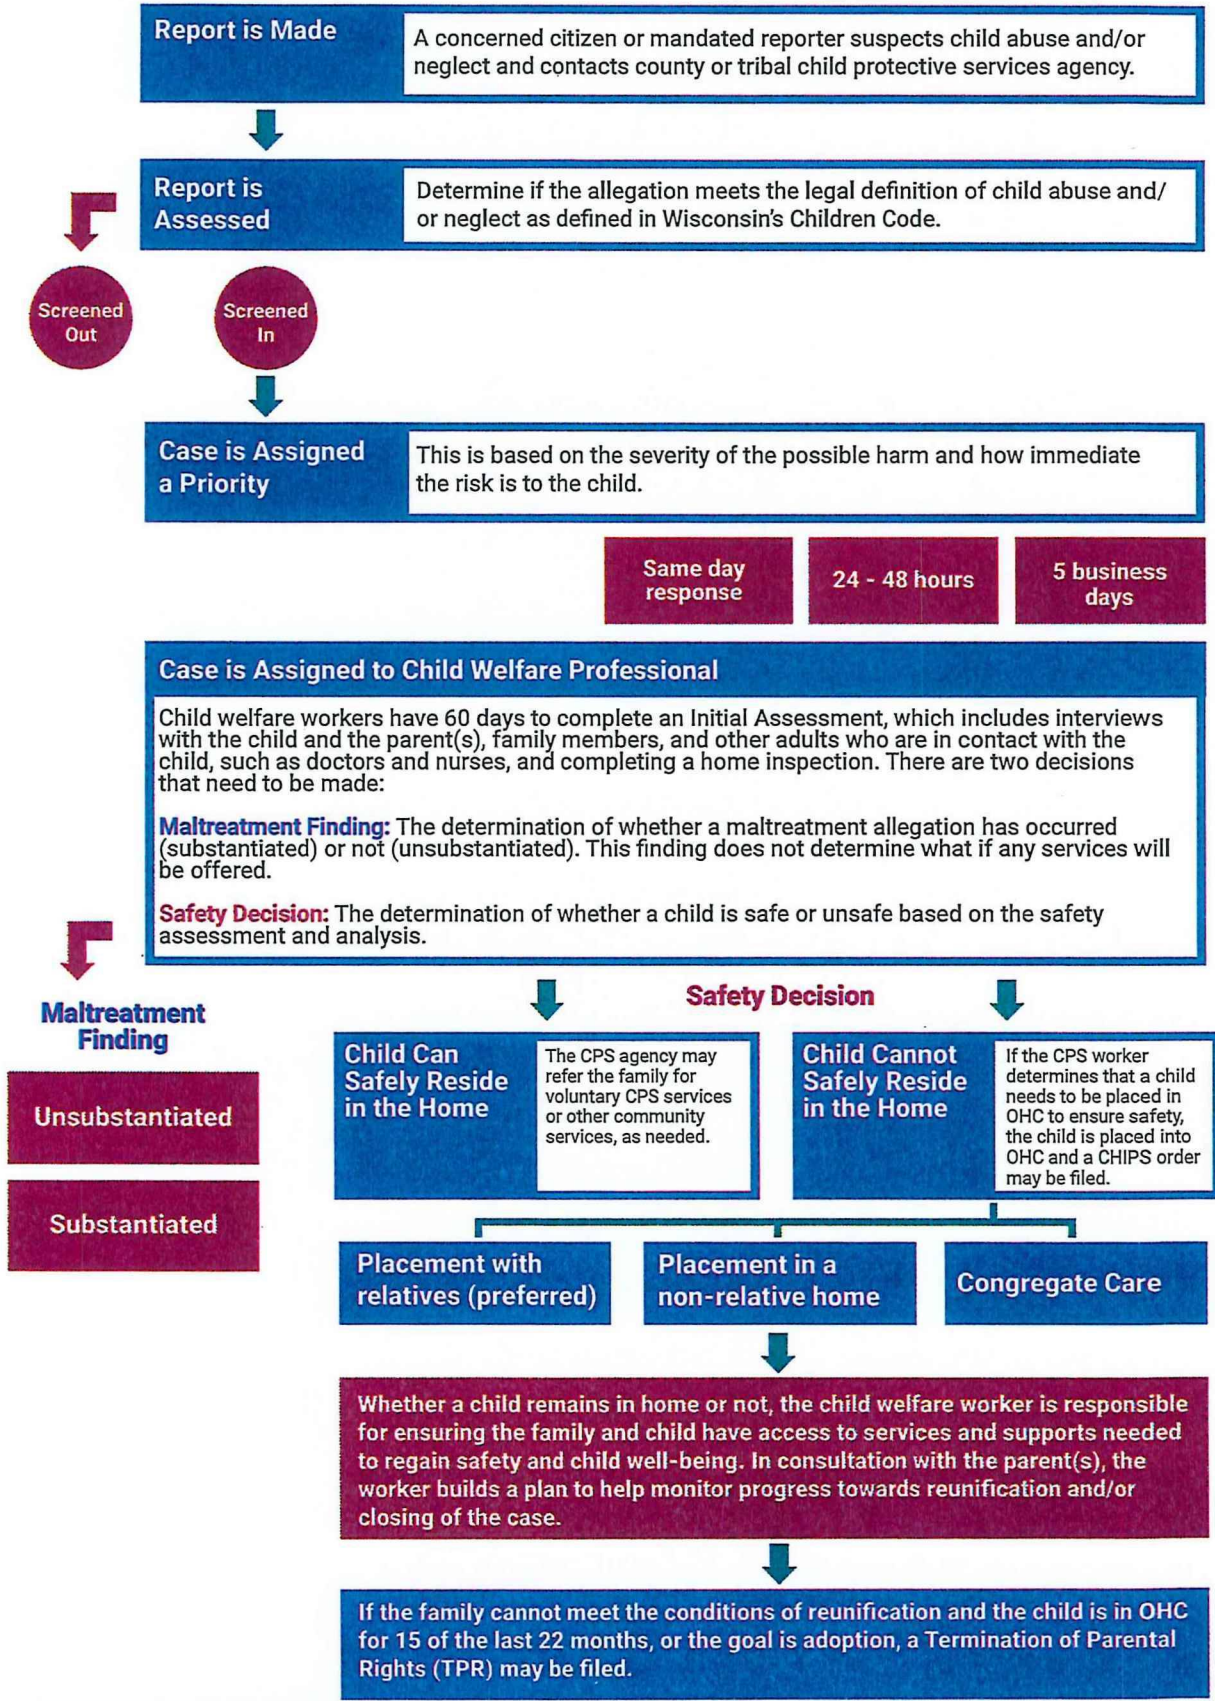 Report is Made
A concerned citizen or mandated reporter suspects child abuse and/or
neglect and contacts county or tribal child protective services agency.
Report is
Assessed
Determine if the allegation meets the legal definition of child abuse and/
or neglect as defined in Wisconsin's Children Code.
Screened
Out
Screened
In
Case is Assigned
a Priority
This is based on the severity of the possible harm and how immediate
the risk is to the child.
Same day
response
24 - 48 hours
5 business
days
Case is Assigned to Child Welfare Professional
Child welfare workers have 60 days to complete an Initial Assessment, which includes interviews
with the child and the parent(s), family members, and other adults who are in contact with the
child, such as doctors and nurses, and completing a home inspection. There are two decisions
that need to be made:
Maltreatment Finding: The determination of whether a maltreatment allegation has occurred
(substantiated) or not (unsubstantiated). This finding does not determine what if any services will
be offered.
Safety Decision: The determination of whether a child is safe or unsafe based on the safety
assessment and analysis.
Maltreatment
Finding
Unsubstantiated
Substantiated
Safety Decision
Child Can
Safely Reside
in the Home
The CPS agency may
refer the family for
voluntary CPS services
or other community
services, as needed.
Child Cannot
Safely Reside
in the Home
If the CPS worker
determines that a child
needs to be placed in
OHC to ensure safety,
the child is placed into
OHC and a CHIPS order
may be filed.
Placement with
relatives (preferred)
Placement in a
non-relative home
Congregate Care
Whether a child remains in home or not, the child welfare worker is responsible
for ensuring the family and child have access to services and supports needed
to regain safety and child well-being. In consultation with the parent(s), the
worker builds a plan to help monitor progress towards reunification and/or
closing of the case.
If the family cannot meet the conditions of reunification and the child is in OHC
for 15 of the last 22 months, or the goal is adoption, a Termination of Parental
Rights (TPR) may be filed.